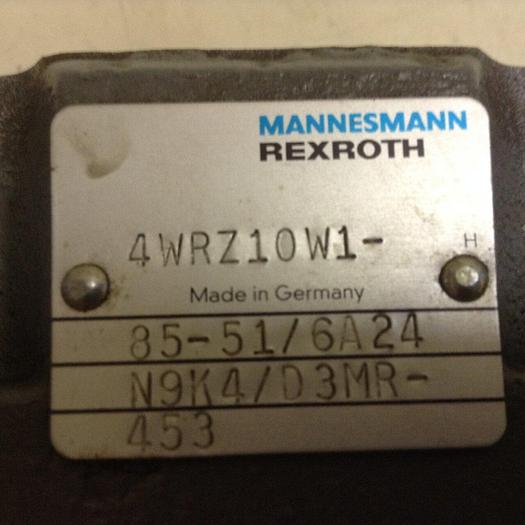 MANNESMANN
REXROTH
4WRZ10W1-
H
Made in Germany
85-51/6A24
N9K4/D3MR-
453